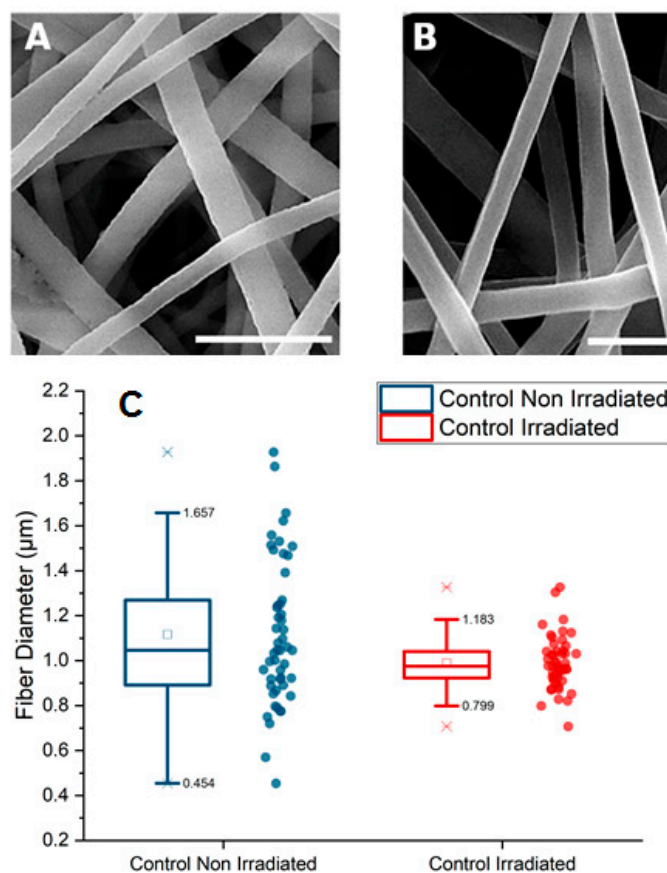 A
B
C
Control Non Irradiated
Control Irradiated
2.2
2.0
1.8
1.6
1.4
1.2
1.0
0.8
0.6
0.4
0.2
Fiber Diameter (µm)
1.657
0.454
1.183
0.799
Control Non Irradiated
Control Irradiated